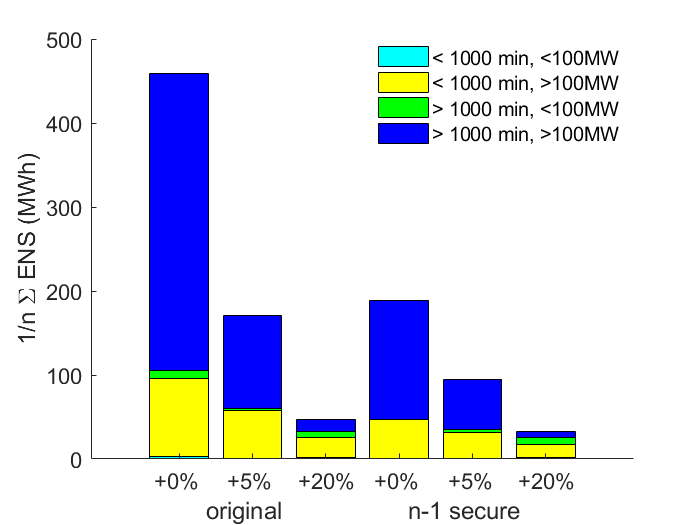 500
400
300
200
100
0
1/n Σ ENS (MWh)
< 1000 min, <100MW
< 1000 min, >100MW
> 1000 min, <100MW
> 1000 min, >100MW
+0% +5% +20% +0% +5% +20%
original n-1 secure